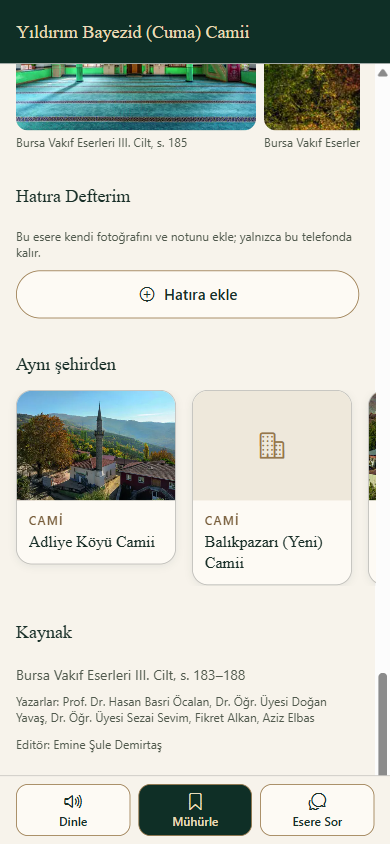 Yıldırım Bayezid (Cuma) Camii
Bursa Vakıf Eserleri III. Cilt, s. 185
Bursa Vakıf Eserler
Hatıra Defterim
Bu esere kendi fotoğrafını ve notunu ekle; yalnızca bu telefonda
kalır.
Hatıra ekle
Aynı şehirden
CAMİ
Adliye Köyü Camii
CAMİ
Balıkpazarı (Yeni)
Camii
Kaynak
Bursa Vakıf Eserleri III. Cilt, s. 183–188
Yazarlar: Prof. Dr. Hasan Basri Öcalan, Dr. Öğr. Üyesi Doğan
Yavaş, Dr. Öğr. Üyesi Sezai Sevim, Fikret Alkan, Aziz Elbas
Editör: Emine Şule Demirtaş
Dinle
Mühürle
Esere Sor